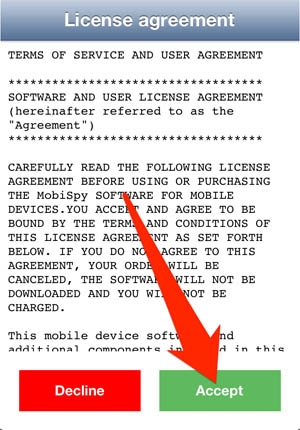 License agreement
TERMS OF SERVICE AND USER AGREEMENT
***********************************
SOFTWARE AND USER LICENSE AGREEMENT
(hereinafter referred to as the
"Agreement")
***********************************
CAREFULLY READ THE FOLLOWING LICENSE
AGREEMENT BEFORE USING OR PURCHASING
THE MobiSpy SOFTWARE FOR MOBILE
DEVICES.YOU ACCEPT AND AGREE TO BE
BOUND BY THE TERMS AND CONDITIONS OF
THIS LICENSE AGREEMENT AS SET FORTH
BELOW. IF YOU DO NOT AGREE TO THIS
AGREEMENT, YOUR ORDER WILL BE
CANCELED, THE SOFTWARE WILL NOT BE
DOWNLOADED AND YOU WILL NOT BE
CHARGED.
This mobile device software and
additional components included in this
Decline
Accept